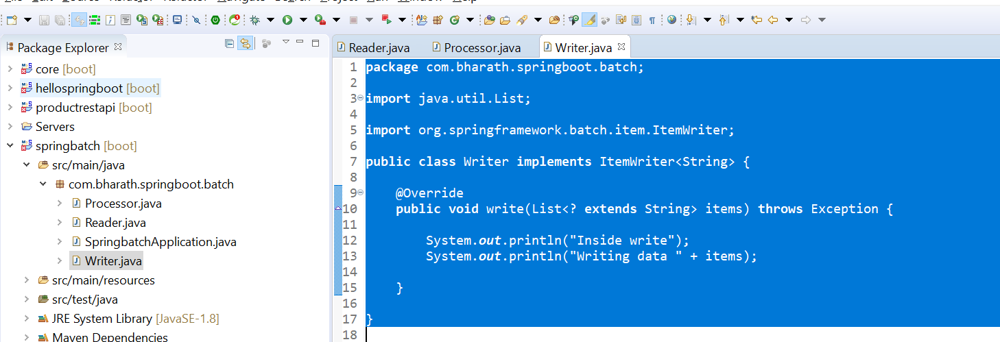 Package Explorer
core [boot]
hellospringboot [boot]
productrestapi [boot]
Servers
springbatch [boot]
src/main/java
com.bharath.springboot.batch
Processor.java
Reader.java
SpringbatchApplication.java
Writer.java
src/main/resources
src/test/java
JRE System Library [JavaSE-1.8]
Maven Dependencies
Reader.java
Processor.java
Writer.java
1 package com.bharath.springboot.batch;
2
3 import java.util.List;
4
5 import org.springframework.batch.item.ItemWriter;
6
7 public class Writer implements ItemWriter<String> {
8
9 @Override
10 public void write(List<? extends String> items) throws Exception {
11
12 System.out.println("Inside write");
13 System.out.println("Writing data " + items);
14
15 }
16
17 }
18